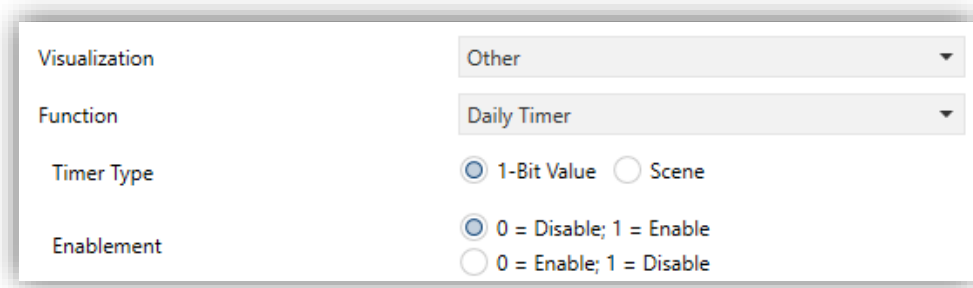 Visualization Other
Function Daily Timer
Timer Type 1-Bit Value Scene
Enablement 0 = Disable; 1 = Enable
0 = Enable; 1 = Disable